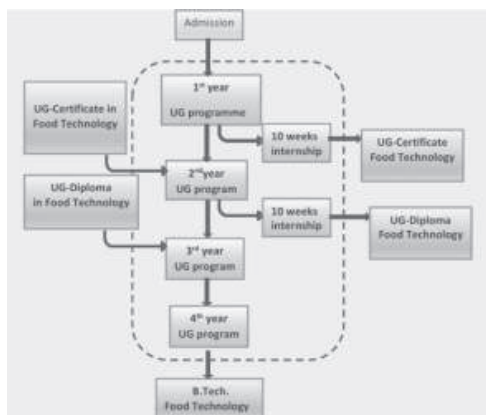 Admission
1st year
UG programme
UG-Certificate in
Food Technology
10 weeks
internship
UG-Certificate
Food Technology
2nd year
UG program
UG-Diploma
in Food Technology
10 weeks
internship
UG-Diploma
Food Technology
3rd year
UG program
4th year
UG program
B.Tech.
Food Technology